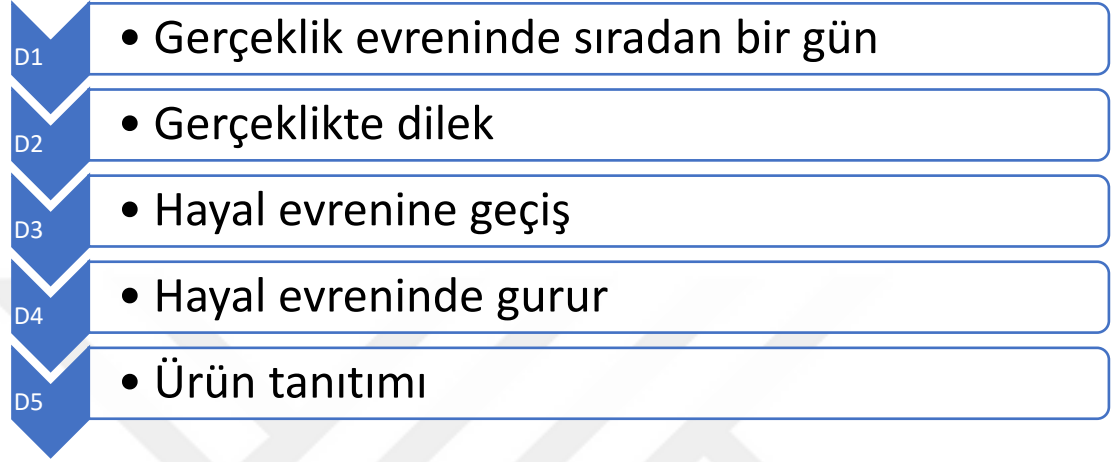 D1
• Gerçeklik evreninde sıradan bir gün
D2
• Gerçeklikte dilek
D3
• Hayal evrenine geçiş
D4
• Hayal evreninde gurur
D5
• Ürün tanıtımı